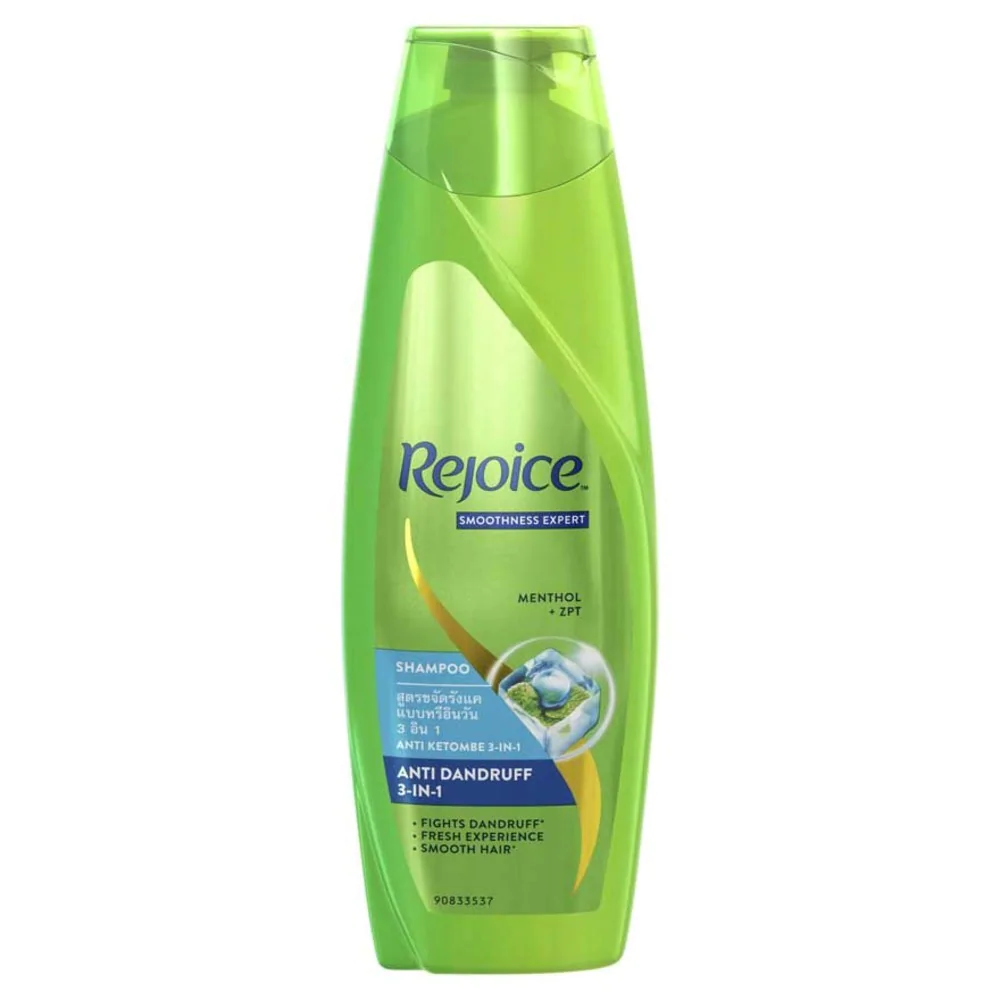 Rejoice™
SMOOTHNESS EXPERT
MENTHOL
+ ZPT
SHAMPOO
สูตรขจัดรังแค
แบบทรีอินวัน
3 อิน 1
ANTI KETOMBE 3-IN-1
ANTI DANDRUFF
3-IN-1
• FIGHTS DANDRUFF*
• FRESH EXPERIENCE
• SMOOTH HAIR*
90833537